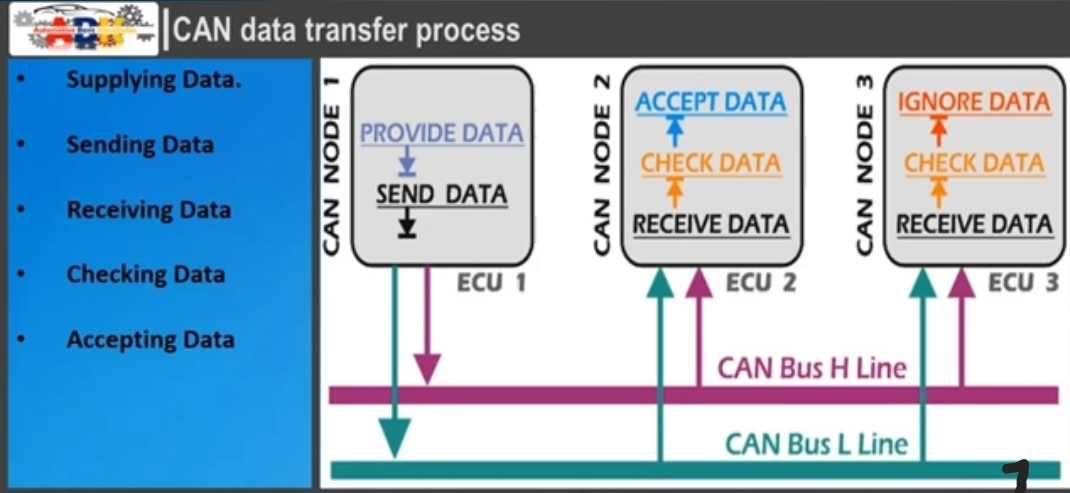 CAN data transfer process
• Supplying Data.
• Sending Data
• Receiving Data
• Checking Data
• Accepting Data
CAN NODE 1
PROVIDE DATA
SEND DATA
ECU 1
CAN NODE 2
ACCEPT DATA
CHECK DATA
RECEIVE DATA
ECU 2
CAN NODE 3
IGNORE DATA
CHECK DATA
RECEIVE DATA
ECU 3
CAN Bus H Line
CAN Bus L Line
1